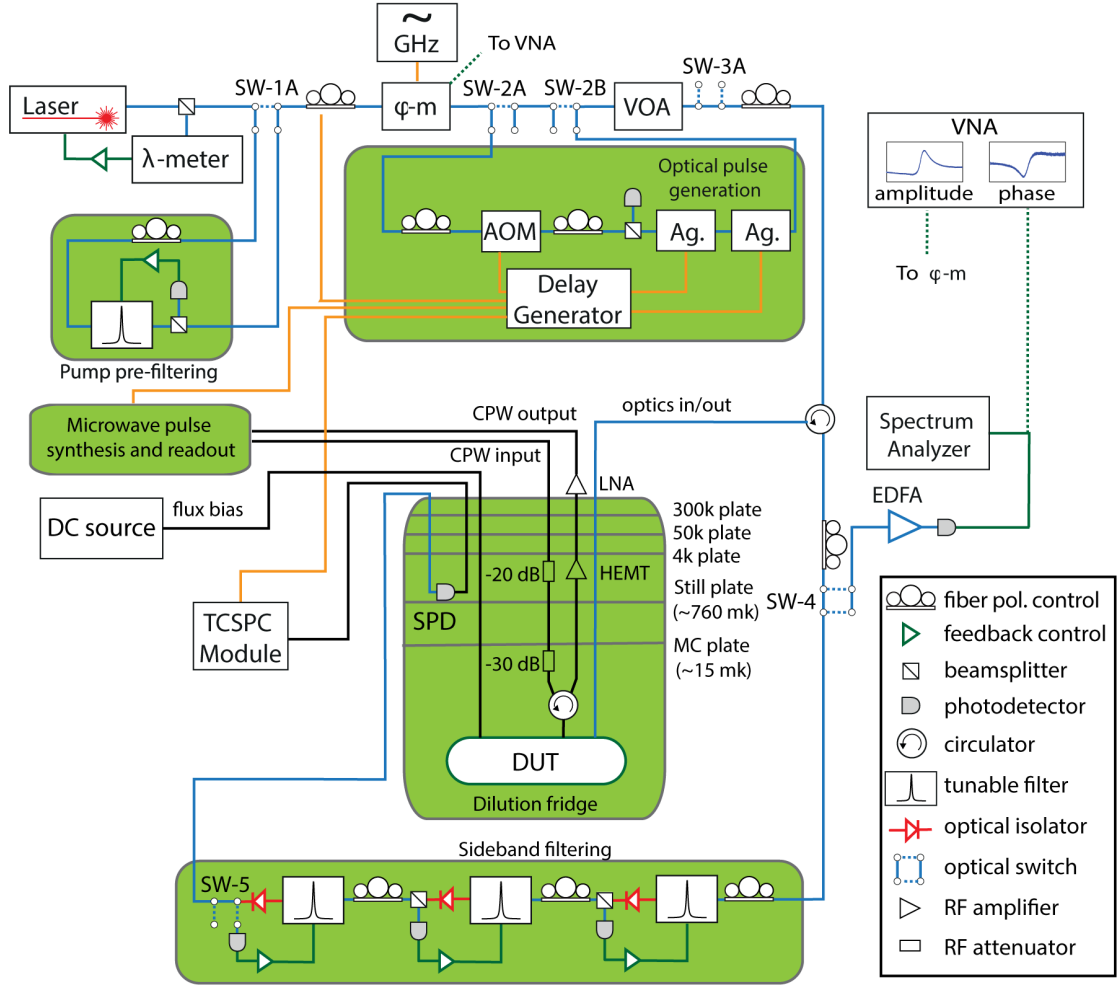 ~
GHz
To VNA
Laser
SW-1A
φ-m
SW-2A
SW-2B
VOA
SW-3A
λ-meter
VNA
amplitude
phase
To φ-m
Optical pulse
generation
AOM
Ag.
Ag.
Delay
Generator
Pump pre-filtering
Microwave pulse
synthesis and readout
CPW output
CPW input
optics in/out
Spectrum
Analyzer
EDFA
DC source
flux bias
LNA
300k plate
50k plate
4k plate
-20 dB
HEMT
Still plate
(~760 mk)
SW-4
SPD
TCSPC
Module
-30 dB
MC plate
(~15 mk)
DUT
Dilution fridge
Sideband filtering
SW-5
fiber pol. control
feedback control
beamsplitter
photodetector
circulator
tunable filter
optical isolator
optical switch
RF amplifier
RF attenuator